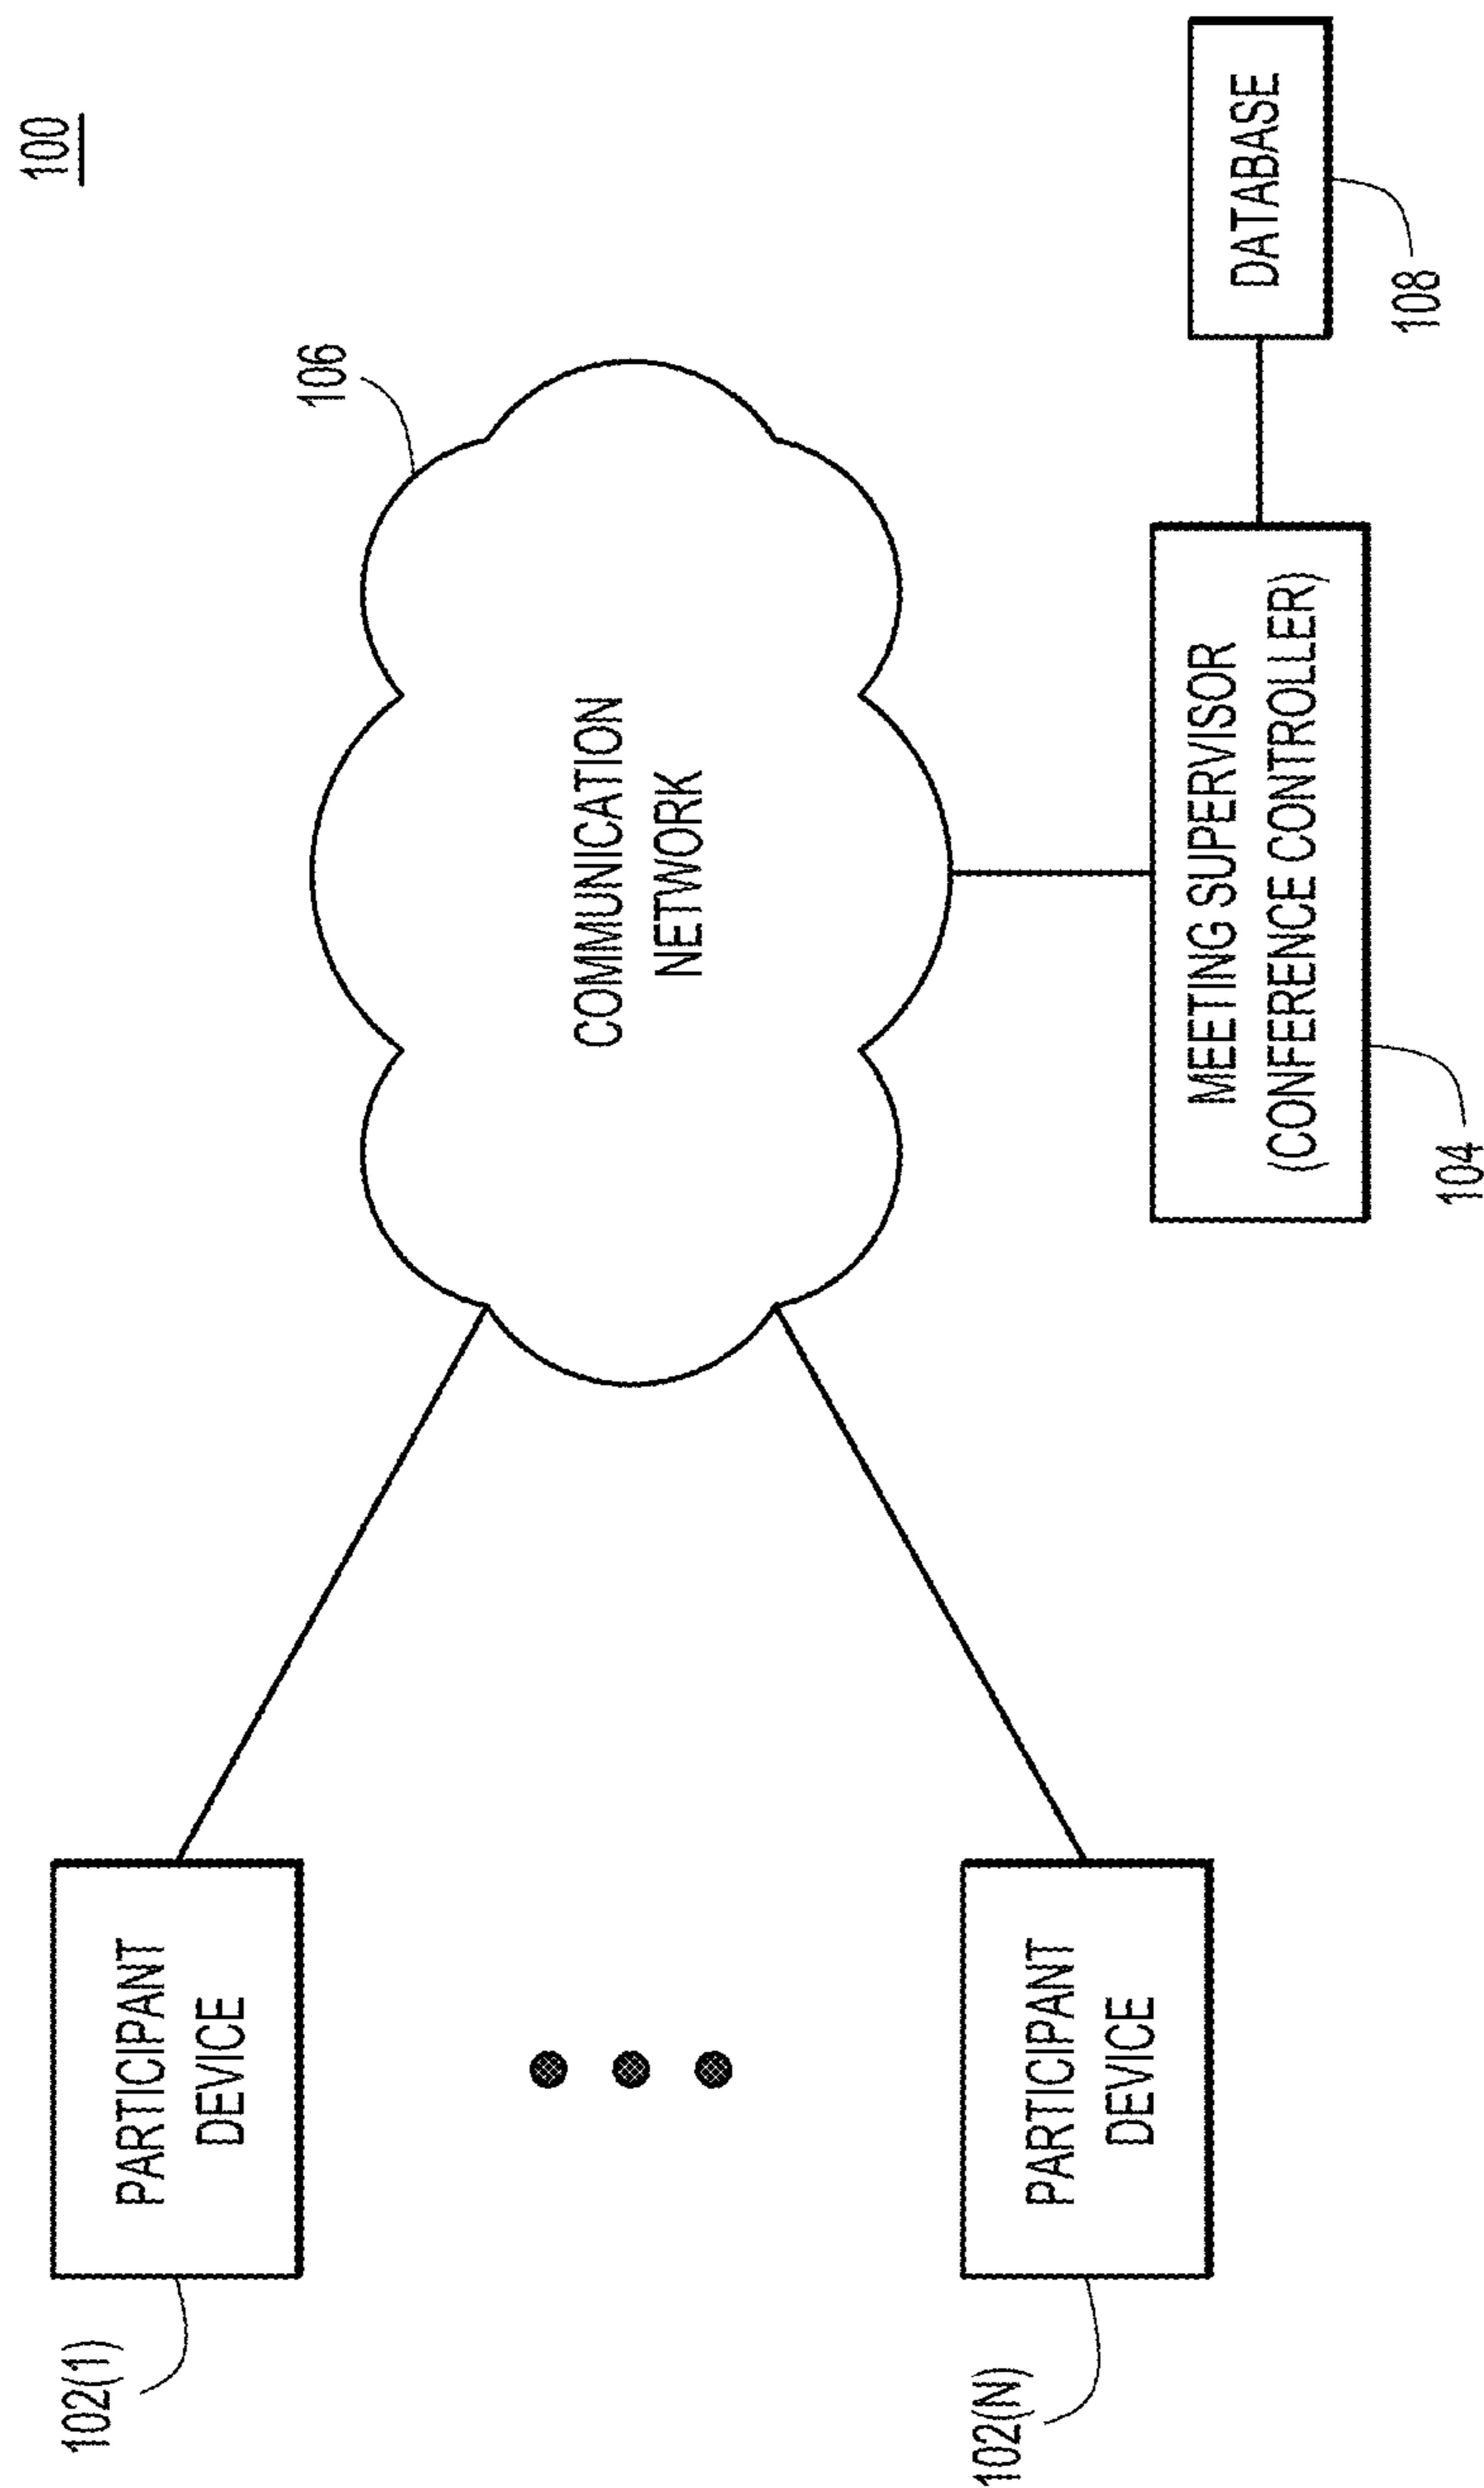 100
106
COMMUNICATION
NETWORK
PARTICIPANT
DEVICE
102(1)
PARTICIPANT
DEVICE
102(N)
MEETING SUPERVISOR
(CONFERENCE CONTROLLER)
104
DATABASE
108